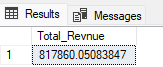 Results Messages
Total_Revnue
1 817860.05083847